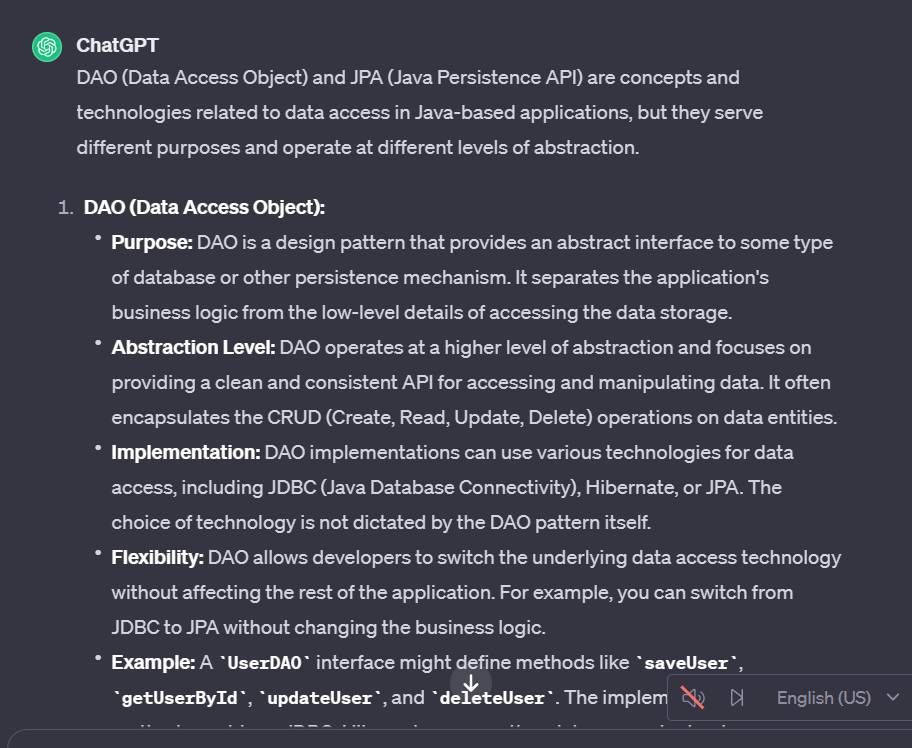 ChatGPT
DAO (Data Access Object) and JPA (Java Persistence API) are concepts and
technologies related to data access in Java-based applications, but they serve
different purposes and operate at different levels of abstraction.
1. DAO (Data Access Object):
• Purpose: DAO is a design pattern that provides an abstract interface to some type
of database or other persistence mechanism. It separates the application's
business logic from the low-level details of accessing the data storage.
• Abstraction Level: DAO operates at a higher level of abstraction and focuses on
providing a clean and consistent API for accessing and manipulating data. It often
encapsulates the CRUD (Create, Read, Update, Delete) operations on data entities.
• Implementation: DAO implementations can use various technologies for data
access, including JDBC (Java Database Connectivity), Hibernate, or JPA. The
choice of technology is not dictated by the DAO pattern itself.
• Flexibility: DAO allows developers to switch the underlying data access technology
without affecting the rest of the application. For example, you can switch from
JDBC to JPA without changing the business logic.
• Example: A `UserDAO` interface might define methods like `saveUser`,
`getUserById`, `updateUser`, and `deleteUser`. The implem
English (US)